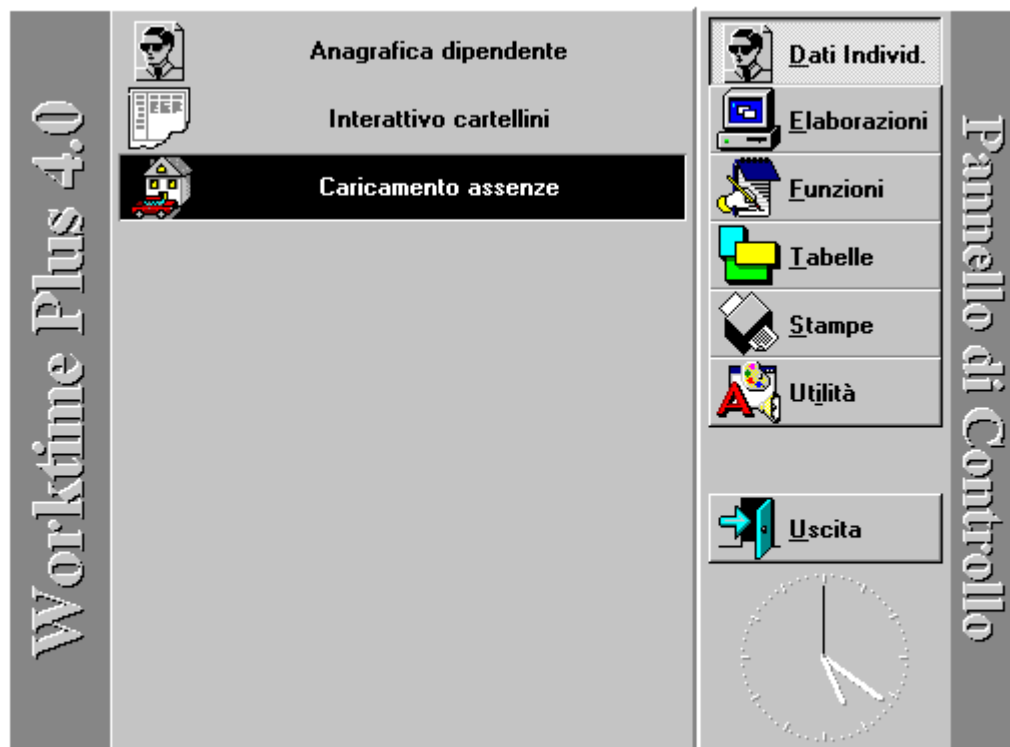 Worktime Plus 4.0
Anagrafica dipendente
Interattivo cartellini
Caricamento assenze
Dati Individ.
Elaborazioni
Funzioni
Tabelle
Stampe
Utilità
Uscita
Pannello di Controllo